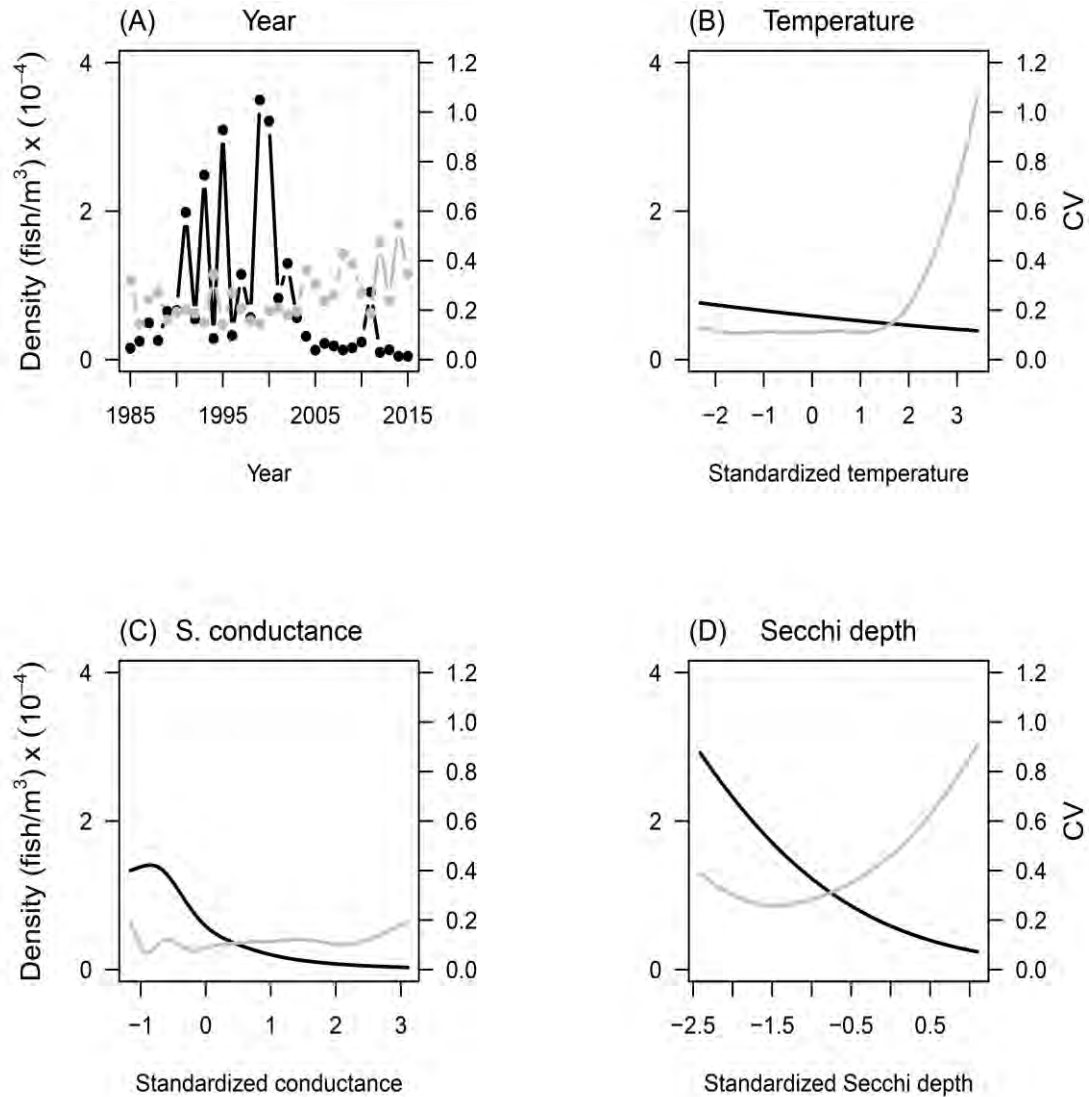 (A) Year
Density (fish/m³) x (10⁻⁴)
4
2
0
1.2
1.0
0.8
0.6
0.4
0.2
0.0
1985 1995 2005 2015
Year
(B) Temperature
4
2
0
1.2
1.0
0.8
0.6
0.4
0.2
0.0
CV
−2 −1 0 1 2 3
Standardized temperature
(C) S. conductance
Density (fish/m³) x (10⁻⁴)
4
2
0
1.2
1.0
0.8
0.6
0.4
0.2
0.0
−1 0 1 2 3
Standardized conductance
(D) Secchi depth
4
2
0
1.2
1.0
0.8
0.6
0.4
0.2
0.0
CV
−2.5 −1.5 −0.5 0.5
Standardized Secchi depth